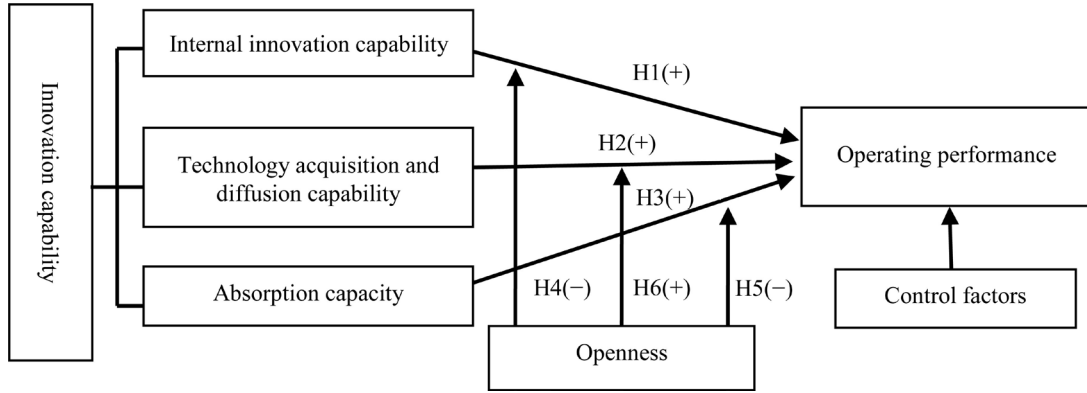 Innovation capability
Internal innovation capability
H1(+)
Technology acquisition and
diffusion capability
H2(+)
Operating performance
H3(+)
Absorption capacity
H4(−)
H6(+)
H5(−)
Control factors
Openness